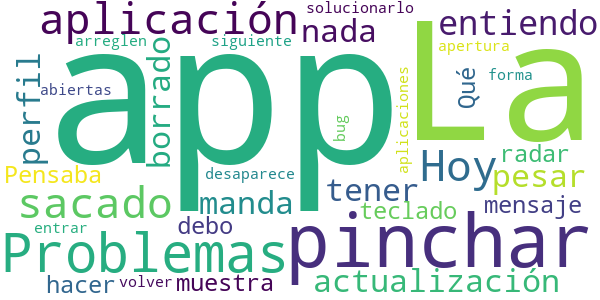 solucionarlo
aplicación nada entiendo
arreglen siguiente apertura
perfil abiertas borrado app La Qué forma
aplicaciones bug
Pensaba desaparece Hoy radar
sacado manda tener pesar
teclado mensaje
entrar debo
Problemas pinchar
hacer volver muestra actualización